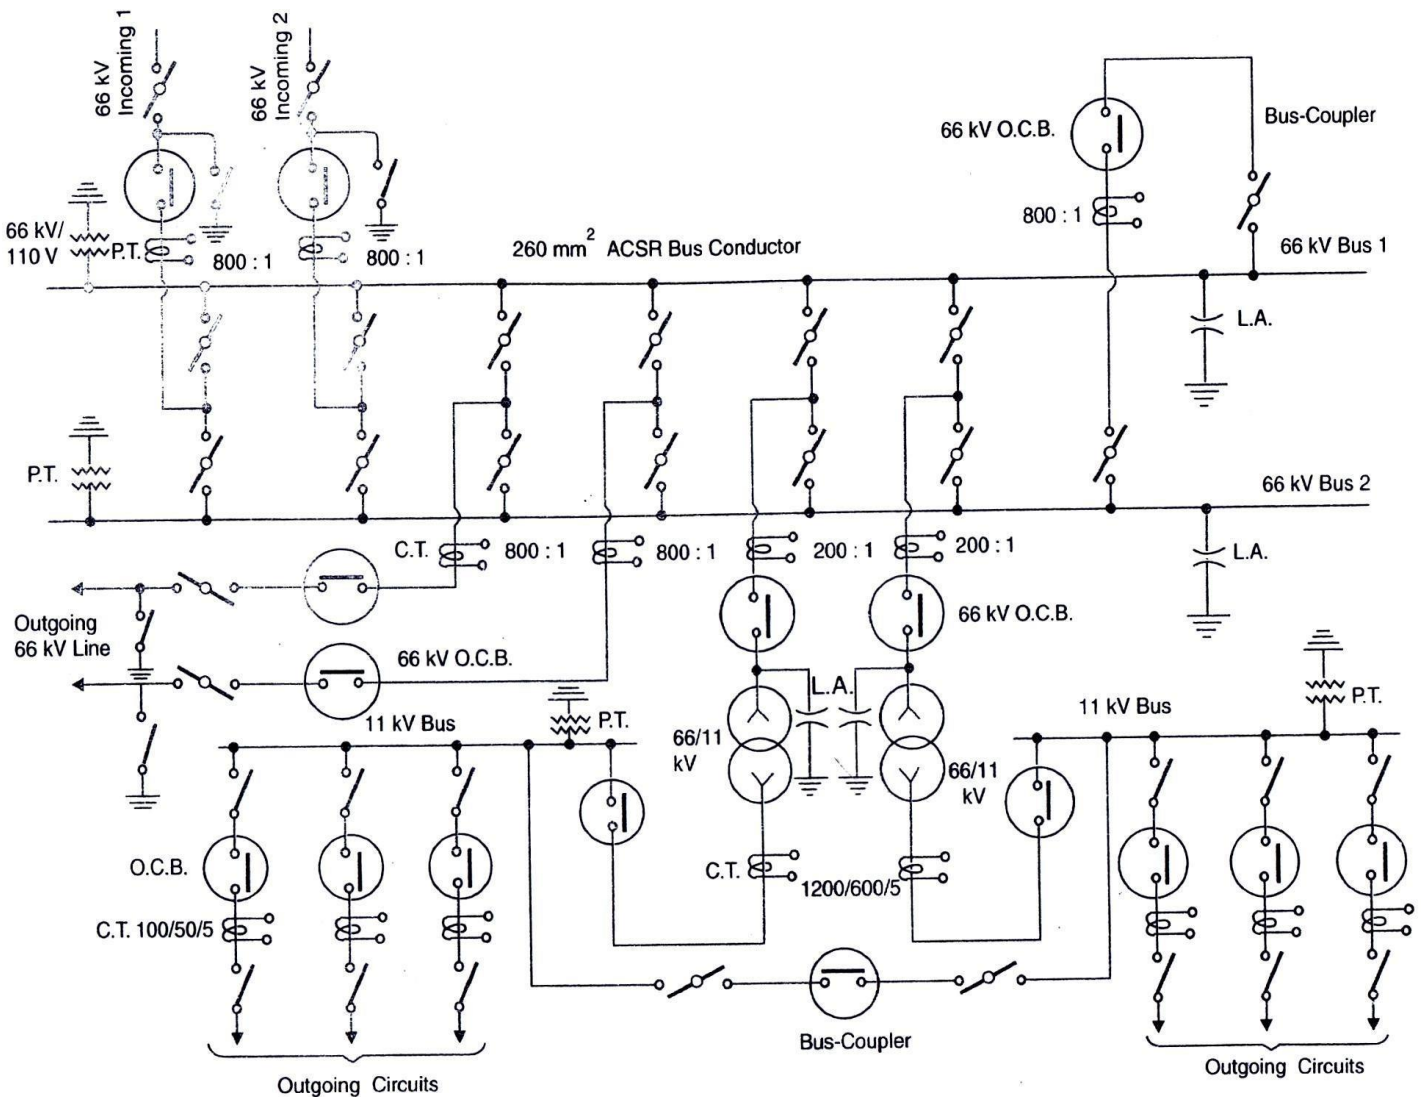 66 kV
Incoming 1
66 kV
Incoming 2
66 kV O.C.B.
Bus-Coupler
800 : 1
66 kV/
110 V
P.T.
800 : 1
800 : 1
260 mm2 ACSR Bus Conductor
66 kV Bus 1
L.A.
P.T.
66 kV Bus 2
C.T.
800 : 1
800 : 1
200 : 1
200 : 1
L.A.
Outgoing
66 kV Line
66 kV O.C.B.
66 kV O.C.B.
11 kV Bus
P.T.
L.A.
66/11
kV
66/11
kV
11 kV Bus
P.T.
O.C.B.
C.T.
1200/600/5
C.T. 100/50/5
Bus-Coupler
Outgoing Circuits
Outgoing Circuits